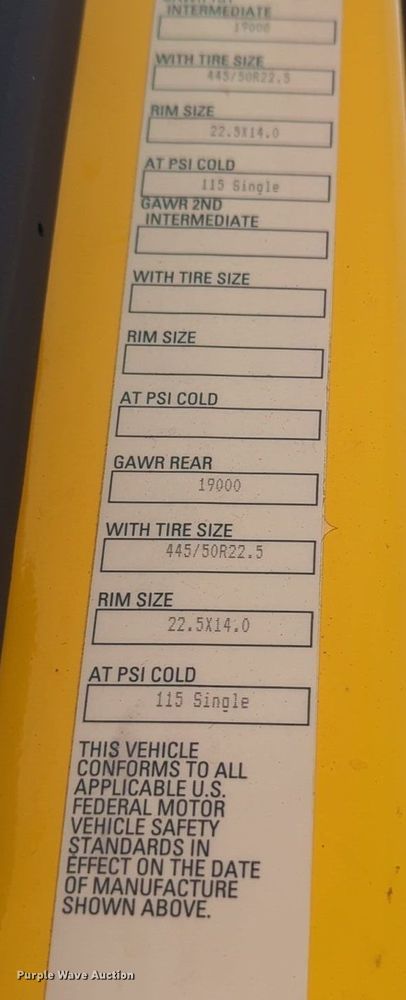 INTERMEDIATE
19000
WITH TIRE SIZE
445/50R22.5
RIM SIZE
22.5X14.0
AT PSI COLD
115 Single
GAWR 2ND
INTERMEDIATE
WITH TIRE SIZE
RIM SIZE
AT PSI COLD
GAWR REAR
19000
WITH TIRE SIZE
445/50R22.5
RIM SIZE
22.5X14.0
AT PSI COLD
115 Single
THIS VEHICLE
CONFORMS TO ALL
APPLICABLE U.S.
FEDERAL MOTOR
VEHICLE SAFETY
STANDARDS IN
EFFECT ON THE DATE
OF MANUFACTURE
SHOWN ABOVE.
Purple Wave Auction